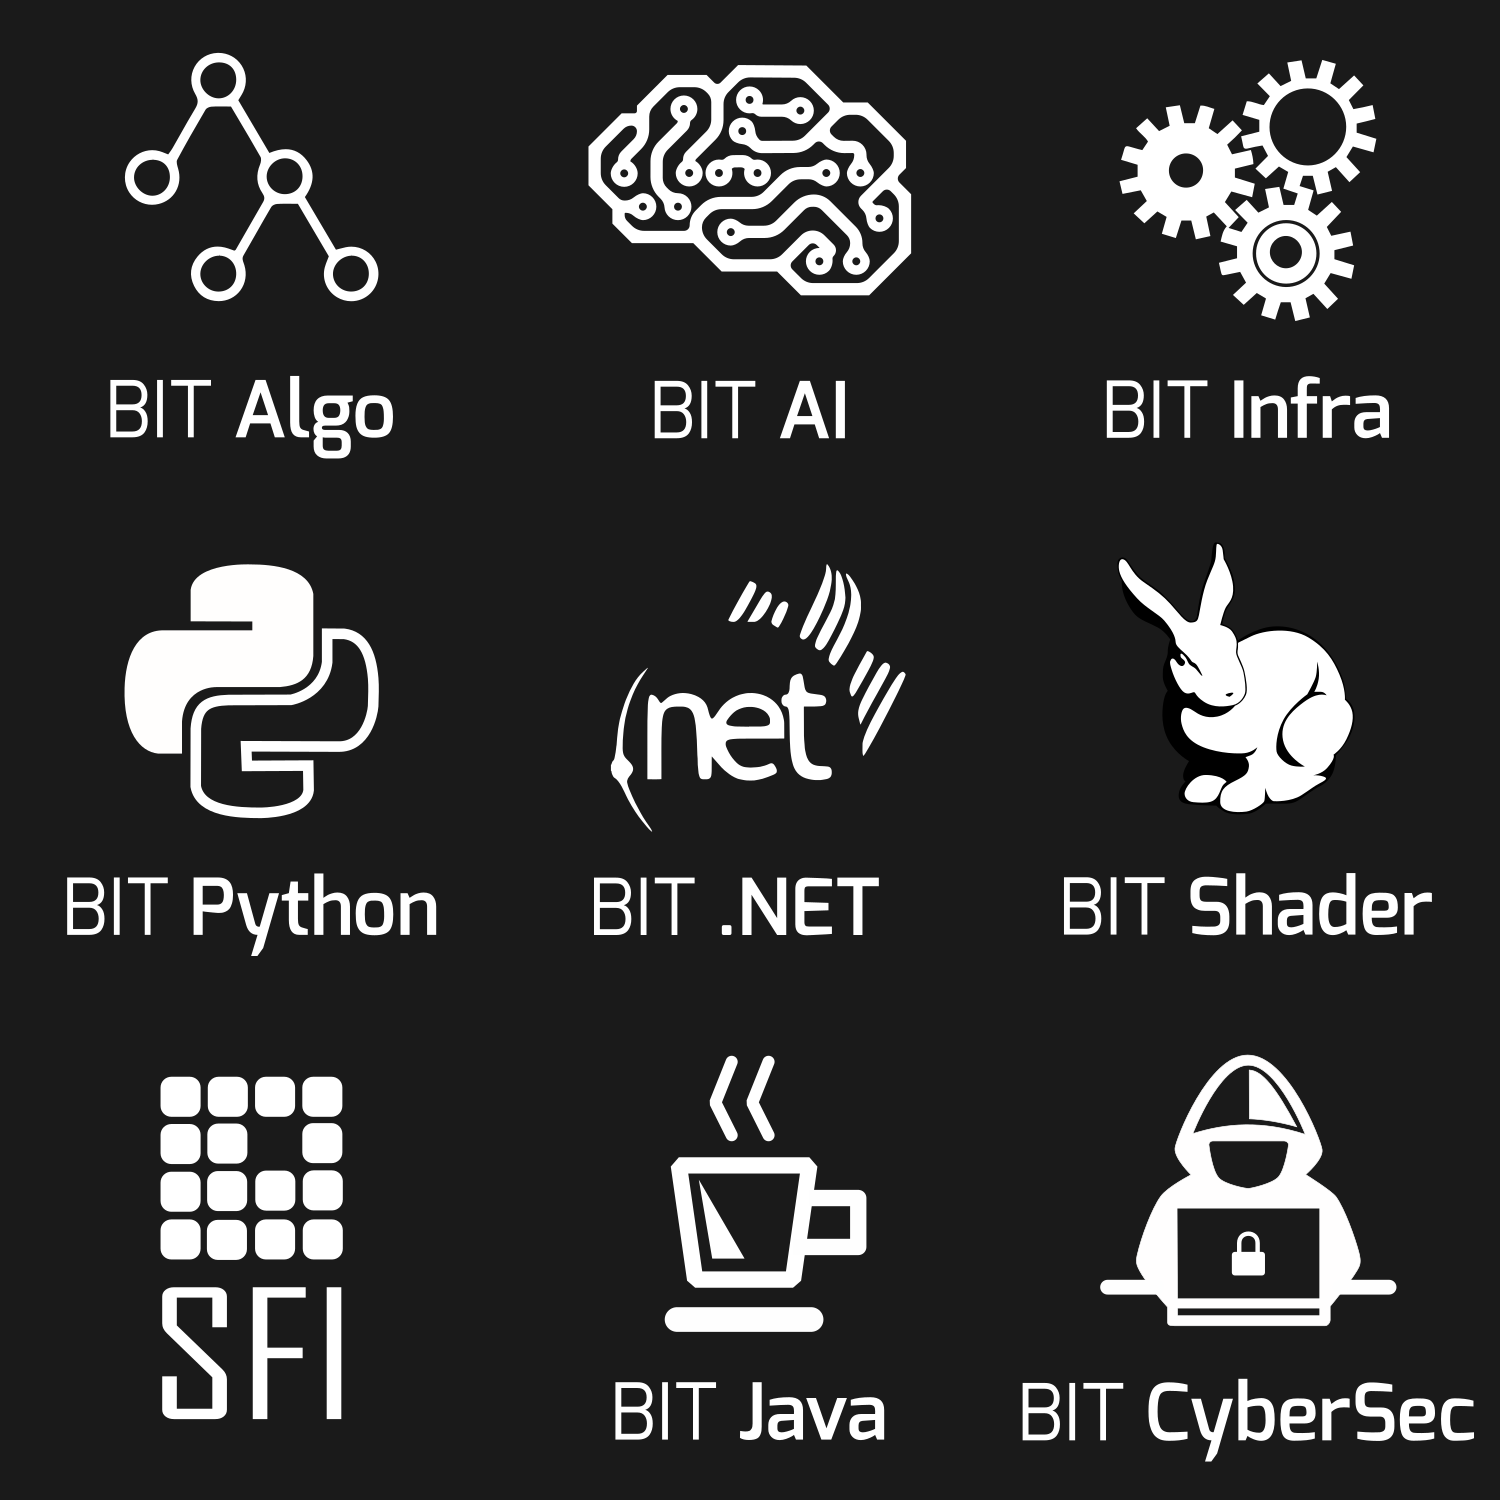 BIT Algo
BIT AI
BIT Infra
net
BIT Python
BIT .NET
BIT Shader
SFI
BIT Java
BIT CyberSec